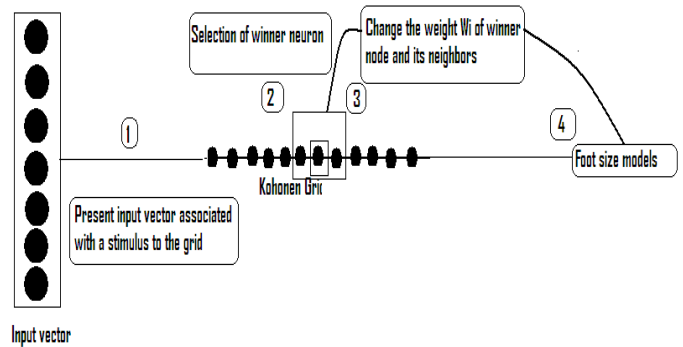 Selection of winner neuron
Change the weight Wi of winner
node and its neighbors
2
3
1
4
Foot size models
Kohonen Gric
Present input vector associated
with a stimulus to the grid
Input vector